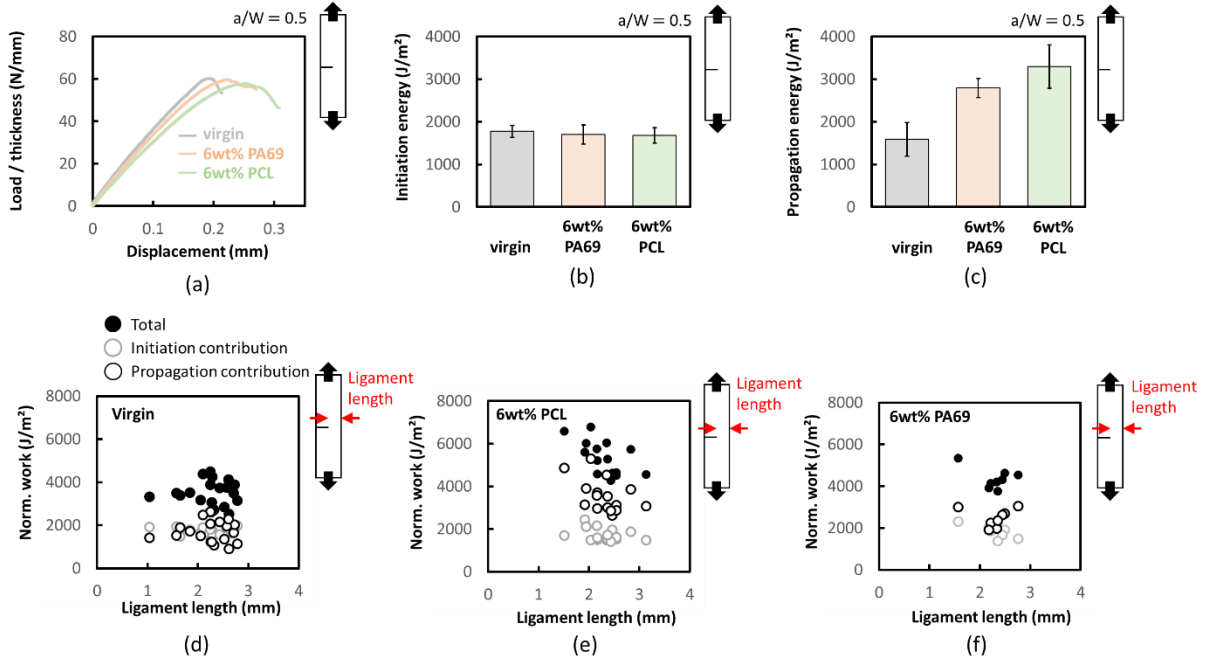 a/W = 0.5
80
60
40
20
0
Load / thickness (N/mm)
virgin
6wt% PA69
6wt% PCL
0
0.1
0.2
0.3
Displacement (mm)
(a)
a/W = 0.5
4000
3000
2000
1000
0
Initiation energy (J/m²)
virgin
6wt%
PA69
6wt%
PCL
(b)
a/W = 0.5
4000
3000
2000
1000
0
Propagation energy (J/m²)
virgin
6wt%
PA69
6wt%
PCL
(c)
Total
Initiation contribution
Propagation contribution
Ligament
length
8000
6000
4000
2000
0
Norm. work (J/m²)
Virgin
0
1
2
3
4
Ligament length (mm)
(d)
Ligament
length
8000
6000
4000
2000
0
Norm. work (J/m²)
6wt% PCL
0
1
2
3
4
Ligament length (mm)
(e)
Ligament
length
8000
6000
4000
2000
0
Norm. work (J/m²)
6wt% PA69
0
1
2
3
4
Ligament length (mm)
(f)